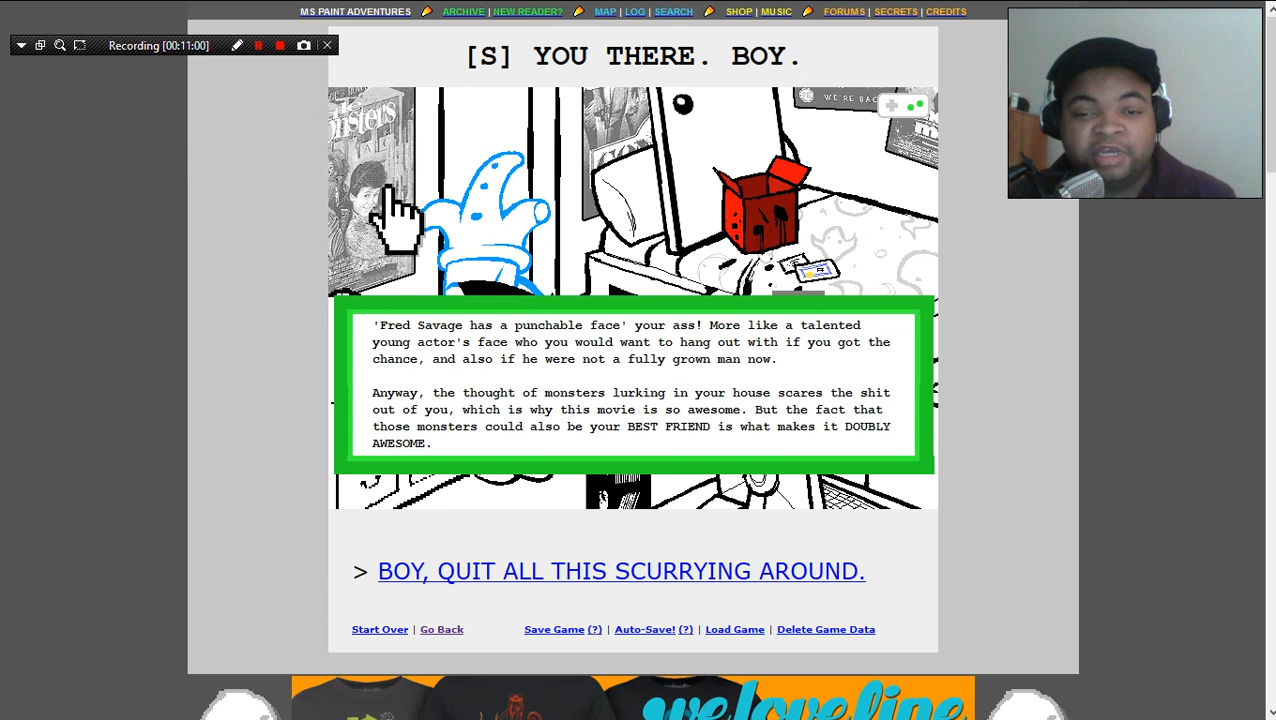 MS PAINT ADVENTURES ARCHIVE | NEW READER? MAP | LOG | SEARCH SHOP | MUSIC FORUMS | SECRETS | CREDITS
Recording [00:11:00]
[S] YOU THERE. BOY.
WE'RE BAC
'Fred Savage has a punchable face' your ass! More like a talented
young actor's face who you would want to hang out with if you got the
chance, and also if he were not a fully grown man now.
Anyway, the thought of monsters lurking in your house scares the shit
out of you, which is why this movie is so awesome. But the fact that
those monsters could also be your BEST FRIEND is what makes it DOUBLY
AWESOME.
> BOY, QUIT ALL THIS SCURRYING AROUND.
Start Over | Go Back Save Game (?) | Auto-Save! (?) | Load Game | Delete Game Data
welovefine